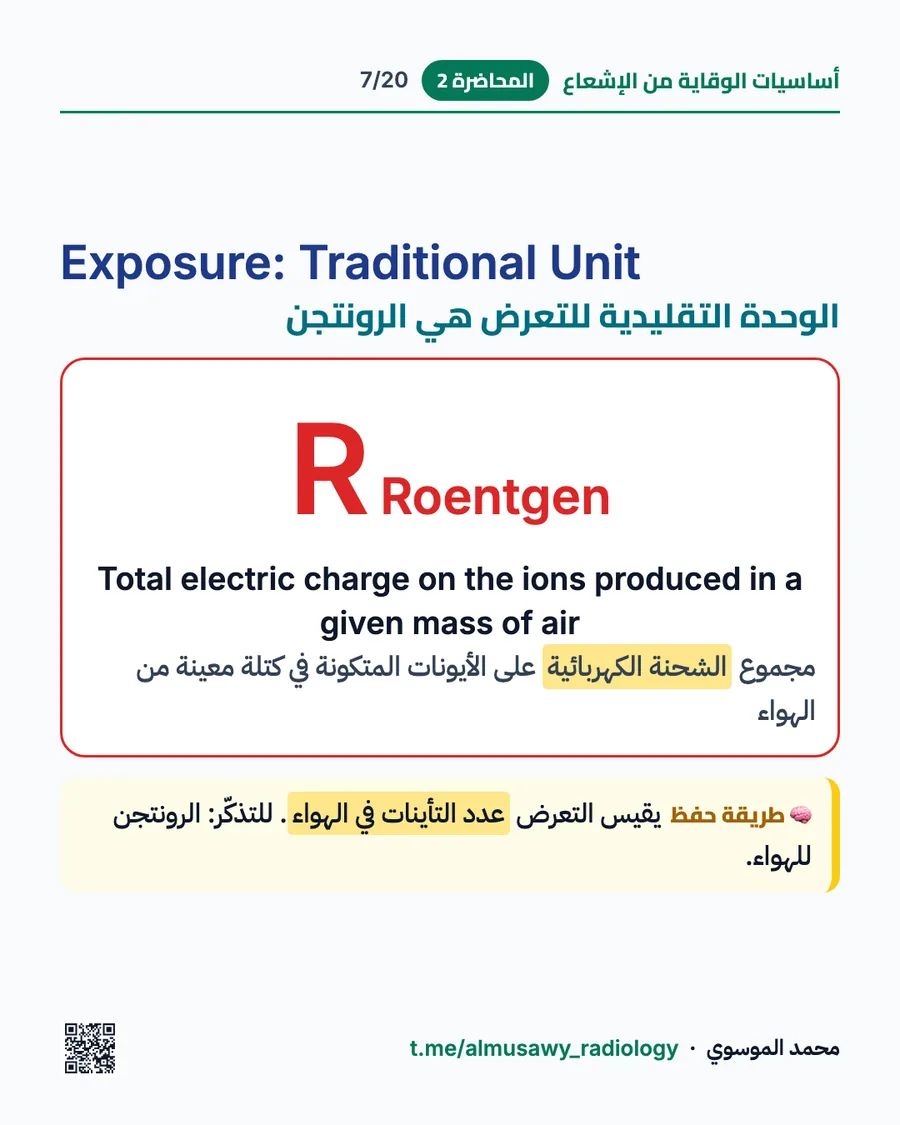 أساسيات الوقاية من الإشعاع المحاضرة 2 7/20
Exposure: Traditional Unit
الوحدة التقليدية للتعرض هي الرونتجن
R Roentgen
Total electric charge on the ions produced in a
given mass of air
مجموع الشحنة الكهربائية على الأيونات المتكونة في كتلة معينة من
الهواء
🧠 طريقة حفظ يقيس التعرض عدد التأينات في الهواء. للتذكّر: الرونتجن
للهواء.
محمد الموسوي · t.me/almusawy_radiology